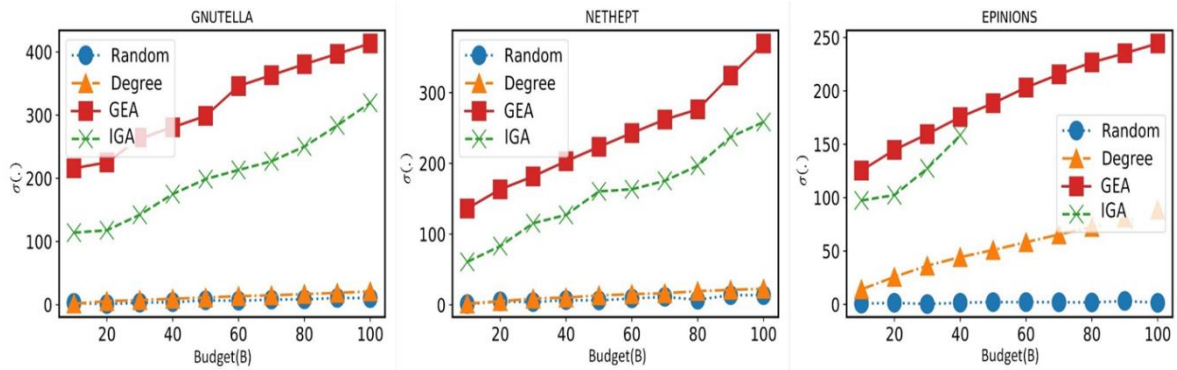 GNUTELLA
Random
Degree
GEA
IGA
σ(.)
400
300
200
100
0
20 40 60 80 100
Budget(B)
NETHEPT
Random
Degree
GEA
IGA
σ(.)
300
200
100
0
20 40 60 80 100
Budget(B)
EPINIONS
Random
Degree
GEA
IGA
σ(.)
250
200
150
100
50
0
20 40 60 80 100
Budget(B)